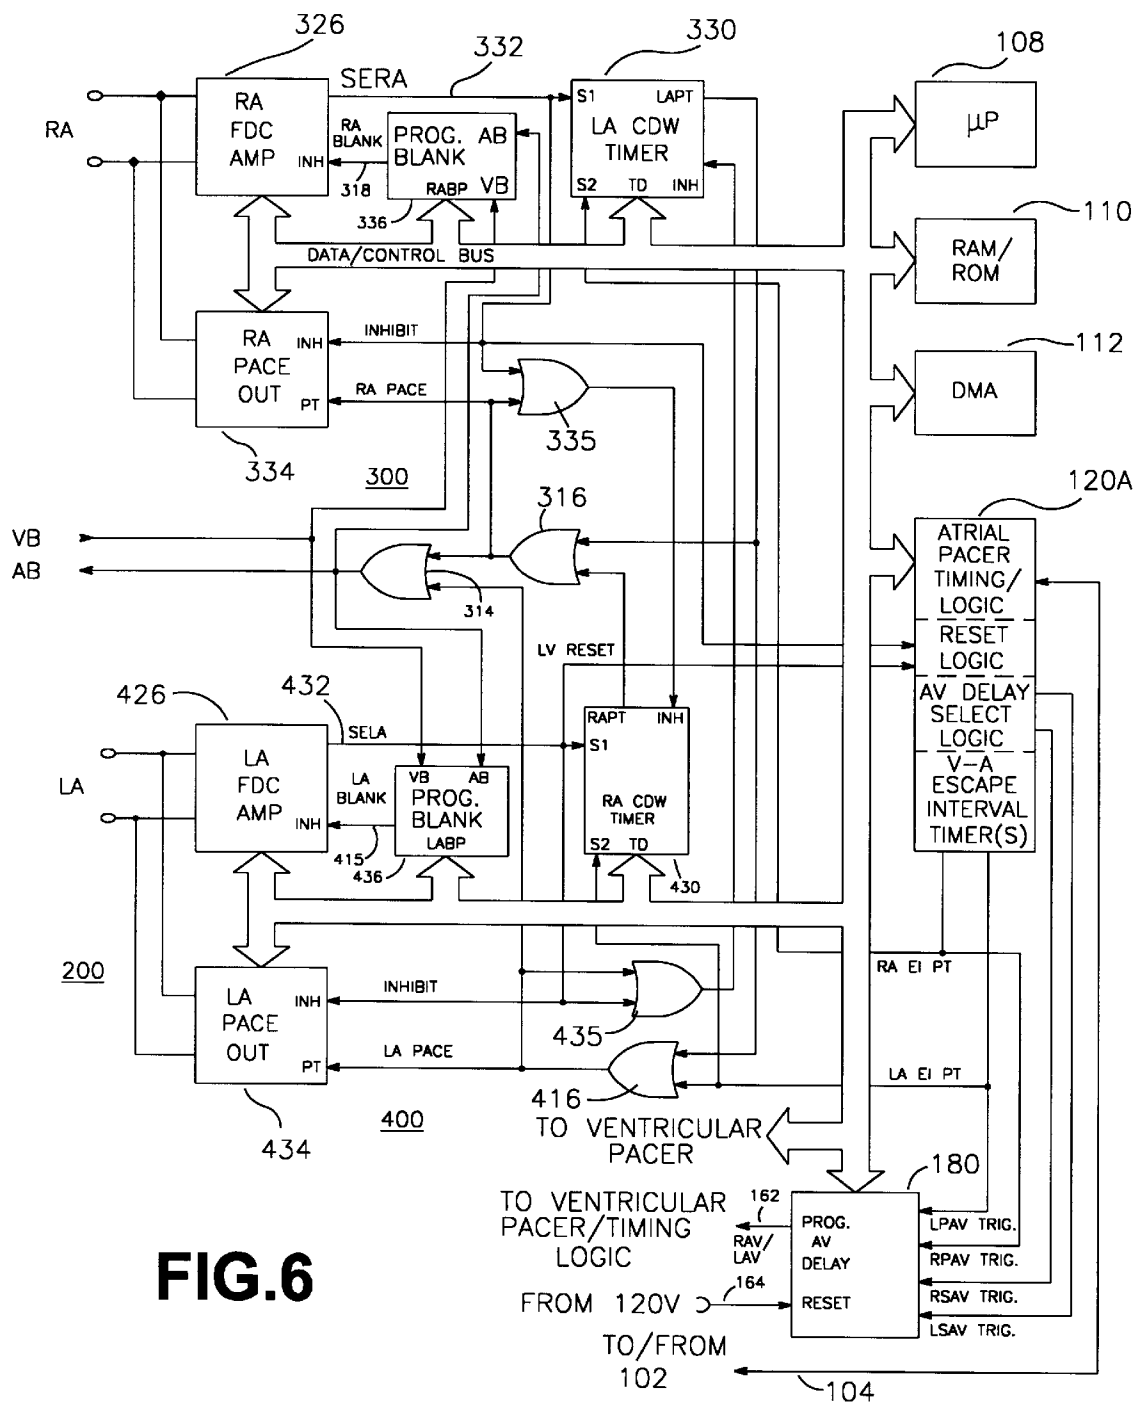 326
332
330
108
SERA
RA
RA
FDC
AMP
INH
RA
BLANK
318
PROG.
BLANK
AB
VB
RABP
336
S1
LAPT
LA CDW
TIMER
S2
TD
INH
μP
110
RAM/
ROM
DATA/CONTROL BUS
112
DMA
RA
PACE
OUT
INH
PT
INHIBIT
RA PACE
335
334
300
316
120A
VB
AB
314
ATRIAL
PACER
TIMING/
LOGIC
RESET
LOGIC
AV DELAY
SELECT
LOGIC
V-A
ESCAPE
INTERVAL
TIMER(S)
LV RESET
426
432
SELA
LA
LA
FDC
AMP
INH
LA
BLANK
415
VB
AB
PROG.
BLANK
LABP
436
RAPT
INH
S1
RA CDW
TIMER
S2
TD
430
200
RA EI PT
LA
PACE
OUT
INH
PT
INHIBIT
LA PACE
435
416
LA EI PT
434
400
TO VENTRICULAR
PACER
180
TO VENTRICULAR
PACER/TIMING
LOGIC
162
RAV/
LAV
PROG.
AV
DELAY
RESET
LPAV TRIG.
RPAV TRIG.
RSAV TRIG.
LSAV TRIG.
FROM 120V
164
TO/FROM
102
104
FIG.6